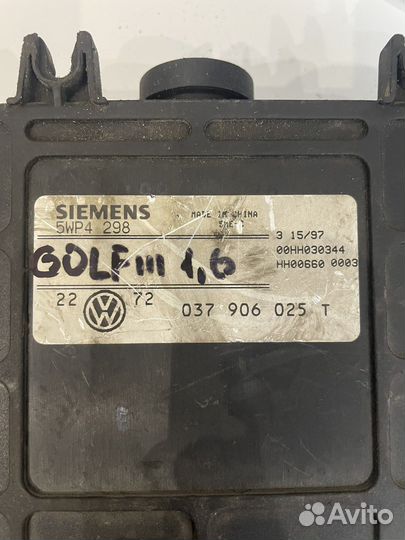 SIEMENS
5WP4 298
MADE IN CHINA
3 15/97
00HH030344
HH00660 0003
GOLF III 1,6
22 VW 72
037 906 025 T
Avito